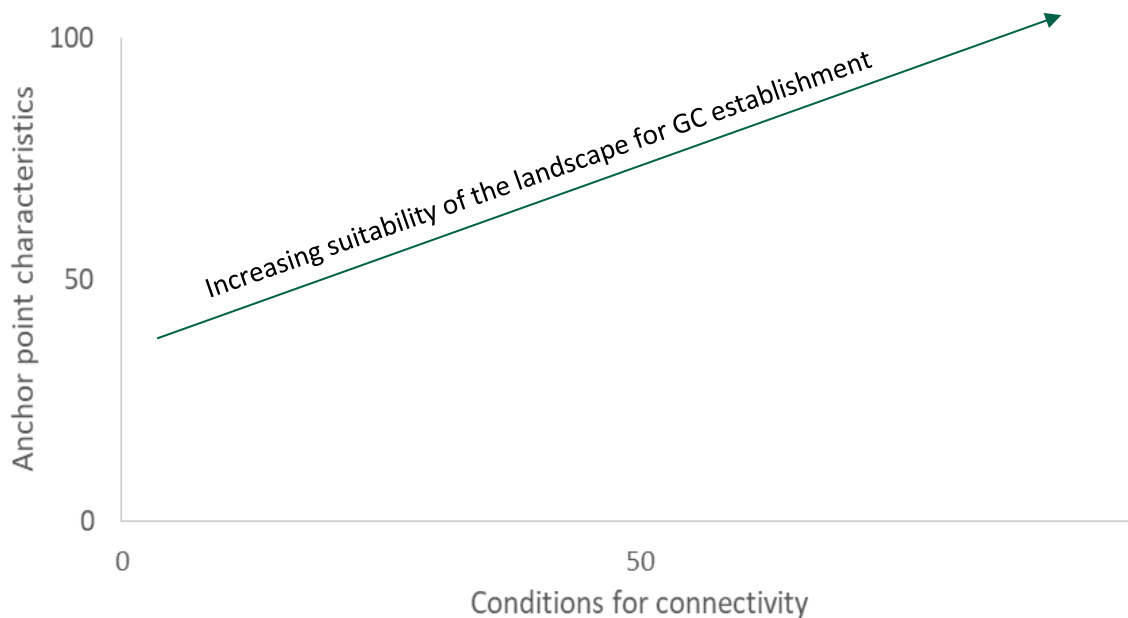 100
Increasing suitability of the landscape for GC establishment
Anchor point characteristics
50
0
0
50
Conditions for connectivity